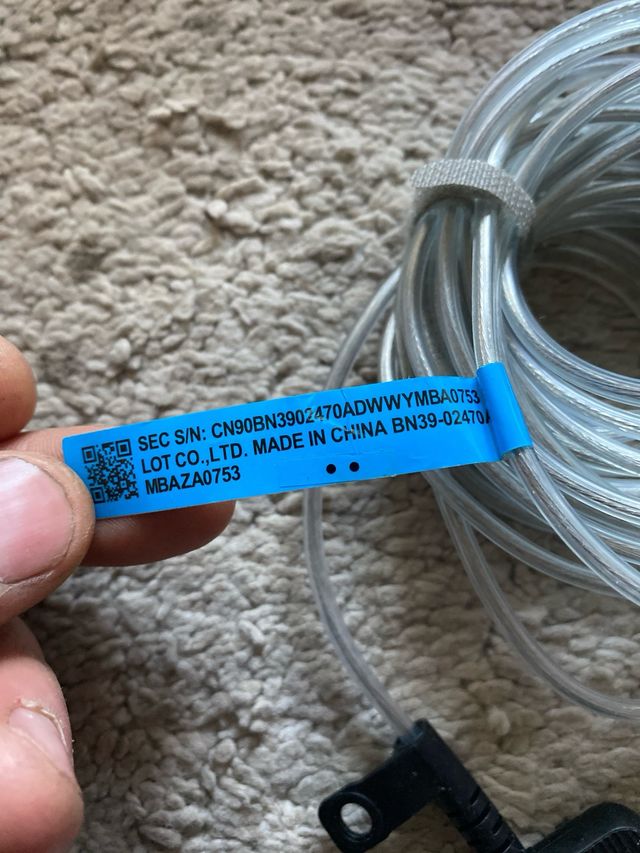 SEC S/N: CN90BN3902470ADWWYMBA0753
LOT CO.,LTD. MADE IN CHINA BN39-02470A
MBAZA0753